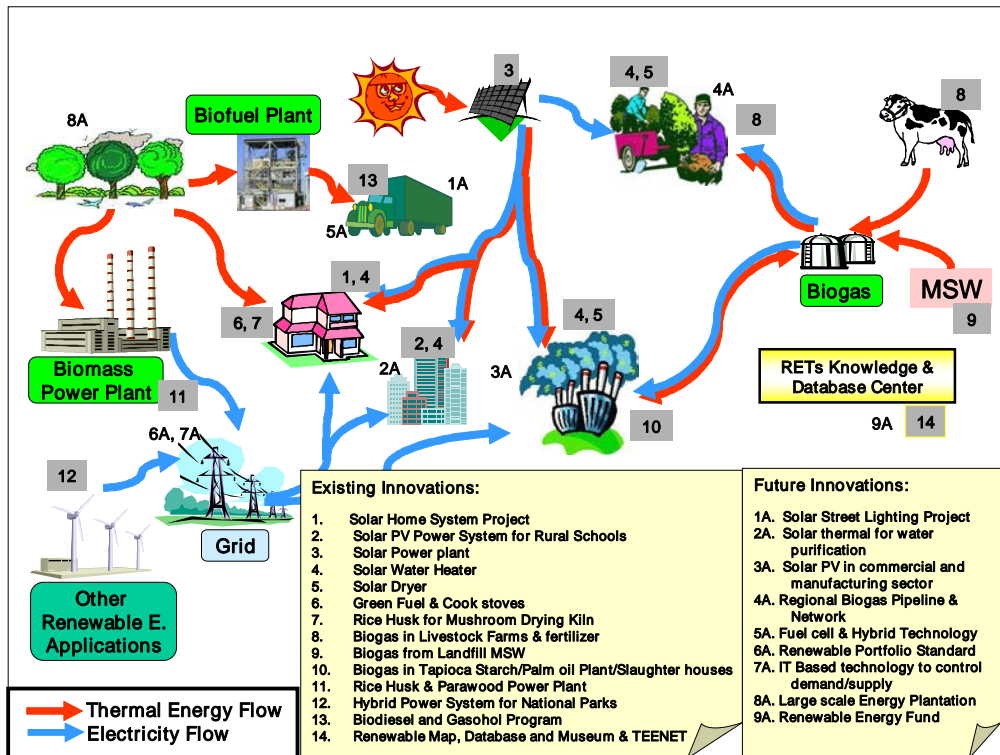 3
4, 5
4A
8
8
8A
Biofuel Plant
13
1A
5A
1, 4
6, 7
Biogas
MSW
9
4, 5
2, 4
2A
3A
Biomass
Power Plant
11
10
RETs Knowledge &
Database Center
9A
14
6A, 7A
12
Grid
Other
Renewable E.
Applications
Existing Innovations:
1. Solar Home System Project
2. Solar PV Power System for Rural Schools
3. Solar Power plant
4. Solar Water Heater
5. Solar Dryer
6. Green Fuel & Cook stoves
7. Rice Husk for Mushroom Drying Kiln
8. Biogas in Livestock Farms & fertilizer
9. Biogas from Landfill MSW
10. Biogas in Tapioca Starch/Palm oil Plant/Slaughter houses
11. Rice Husk & Parawood Power Plant
12. Hybrid Power System for National Parks
13. Biodiesel and Gasohol Program
14. Renewable Map, Database and Museum & TEENET
Future Innovations:
1A. Solar Street Lighting Project
2A. Solar thermal for water
purification
3A. Solar PV in commercial and
manufacturing sector
4A. Regional Biogas Pipeline &
Network
5A. Fuel cell & Hybrid Technology
6A. Renewable Portfolio Standard
7A. IT Based technology to control
demand/supply
8A. Large scale Energy Plantation
9A. Renewable Energy Fund
Thermal Energy Flow
Electricity Flow